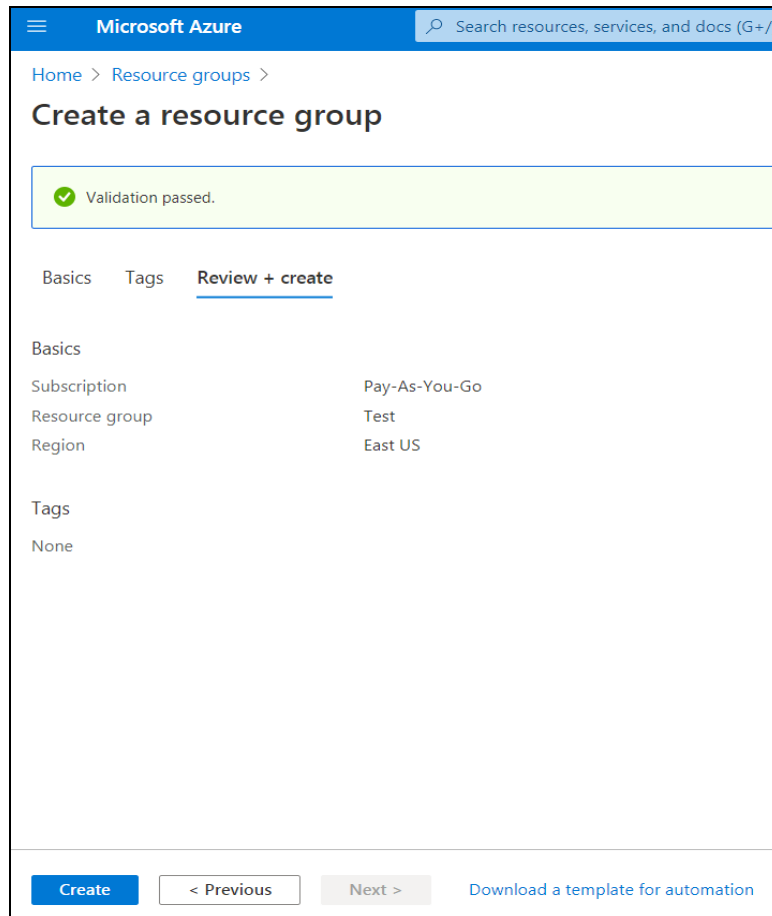 Microsoft Azure Search resources, services, and docs (G+/
Home > Resource groups >
Create a resource group
Validation passed.
Basics Tags Review + create
Basics
Subscription Pay-As-You-Go
Resource group Test
Region East US
Tags
None
Create < Previous Next > Download a template for automation